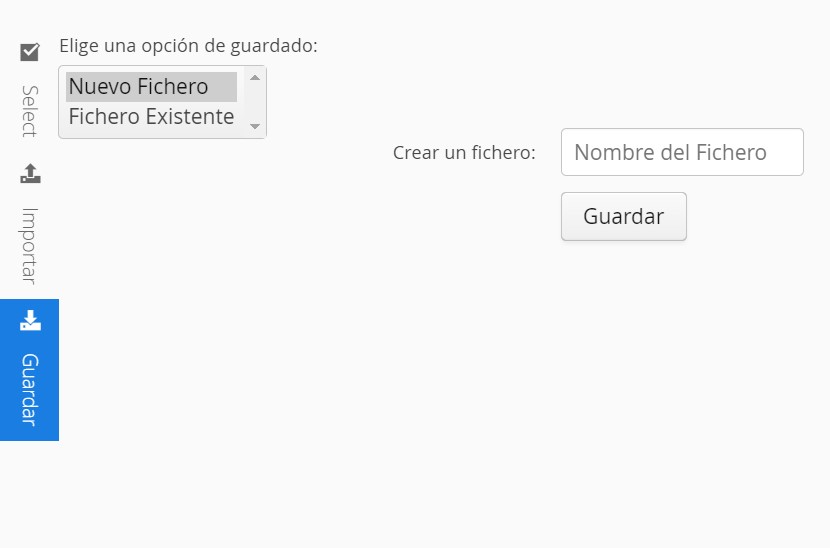 Elige una opción de guardado:
Nuevo Fichero
Fichero Existente
Select
Importar
Guardar
Crear un fichero:
Nombre del Fichero
Guardar